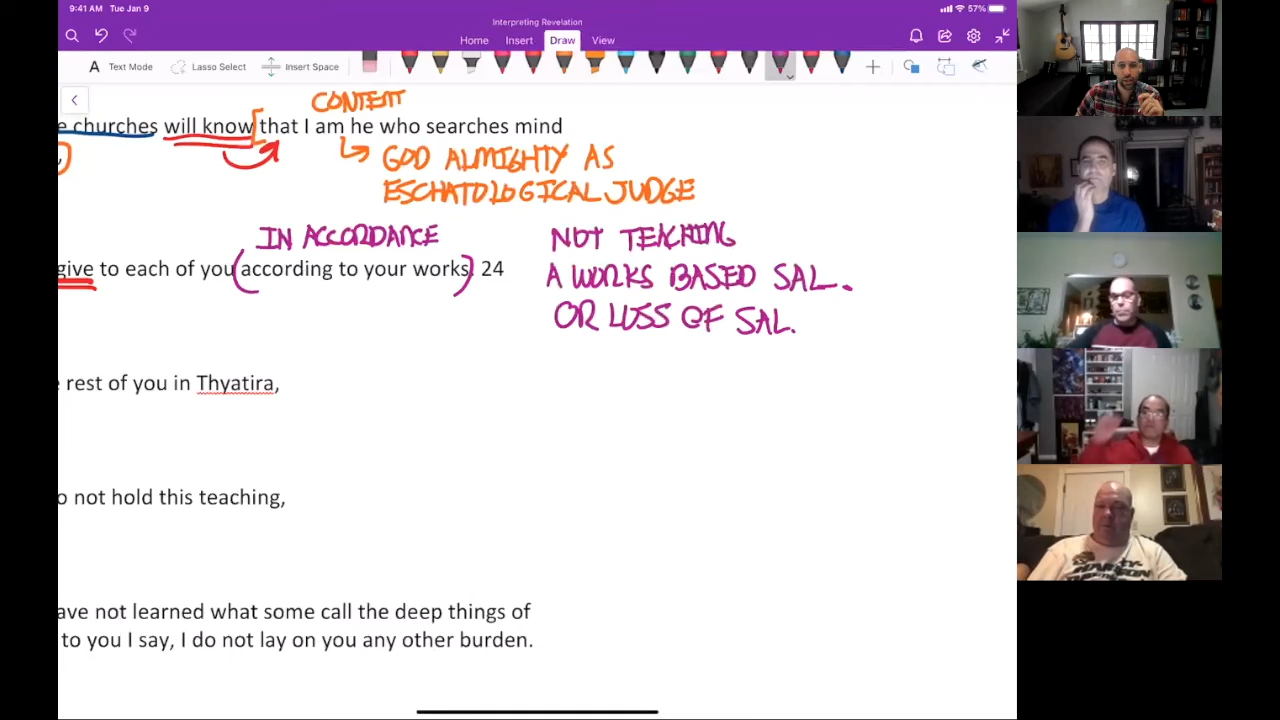 9:41 AM Tue Jan 9
57%
Interpreting Revelation
Home Insert Draw View
A Text Mode Lasso Select Insert Space
CONTENT
e churches will know [ that I am he who searches mind
GOD ALMIGHTY AS
ESCHATOLOGICAL JUDGE
IN ACCORDANCE
NOT TEACHING
give to each of you (according to your works) 24
A WORKS BASED SAL.
OR LOSS OF SAL.
rest of you in Thyatira,
o not hold this teaching,
ave not learned what some call the deep things of
to you I say, I do not lay on you any other burden.